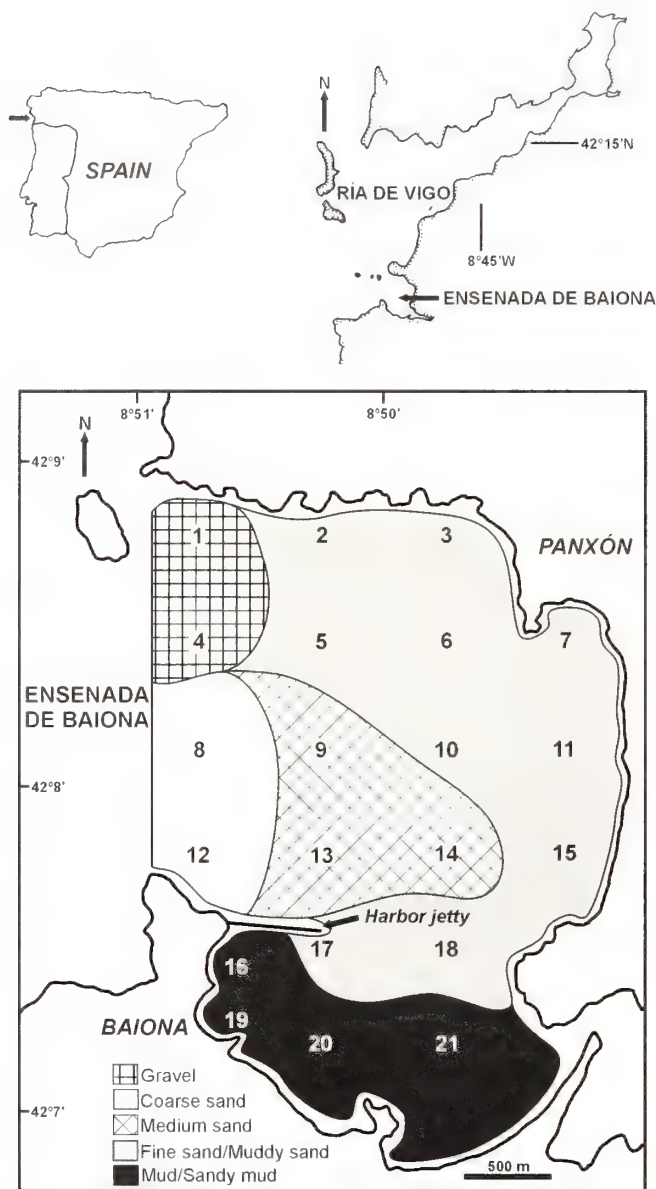 SPAIN
N
42°15'N
RÍA DE VIGO
8°45'W
ENSENADA DE BAIONA
8°51' 8°50'
N
42°9'
1 2 3
PANXÓN
4 5 6 7
ENSENADA
DE BAIONA
8 9 10 11
42°8'
12 13 14 15
Harbor jetty
17 18
16
BAIONA
19
20 21
Gravel
Coarse sand
Medium sand
Fine sand/Muddy sand
Mud/Sandy mud
42°7'
500 m